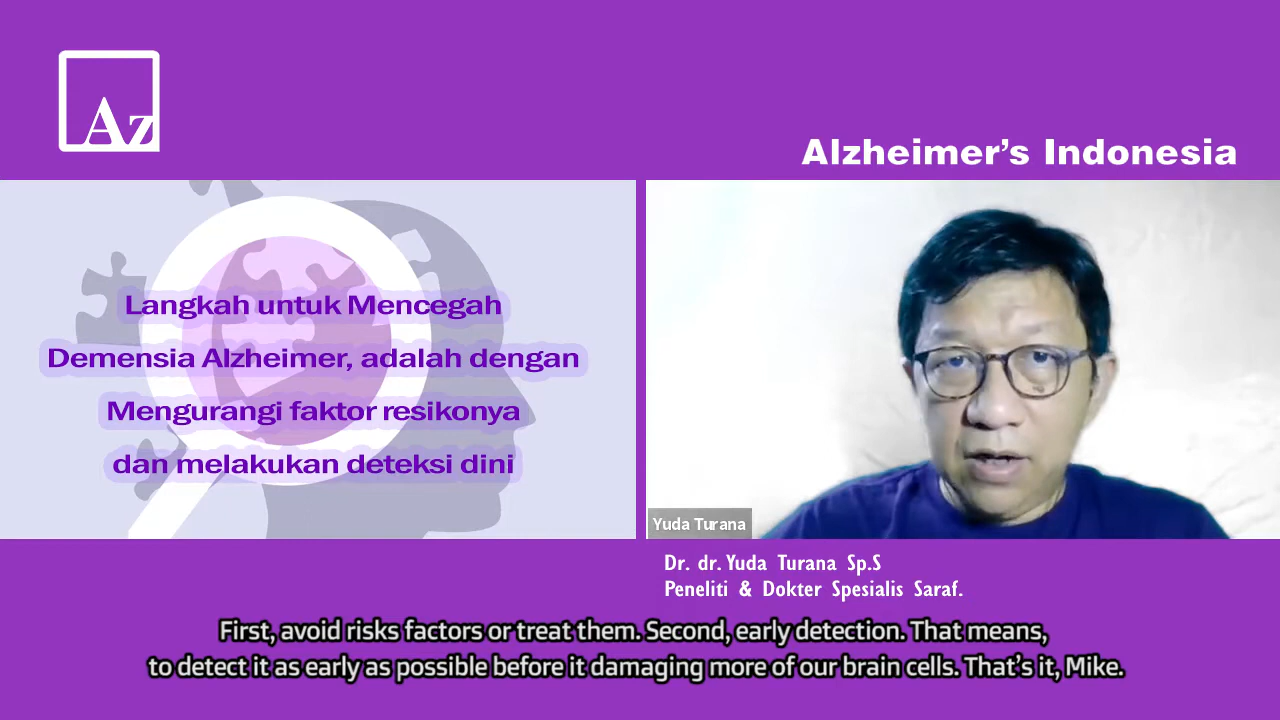 Az
Alzheimer's Indonesia
Langkah untuk Mencegah
Demensia Alzheimer, adalah dengan
Mengurangi faktor resikonya
dan melakukan deteksi dini
Yuda Turana
Dr. dr. Yuda Turana Sp.S
Peneliti & Dokter Spesialis Saraf.
First, avoid risks factors or treat them. Second, early detection. That means,
to detect it as early as possible before it damaging more of our brain cells. That's it, Mike.